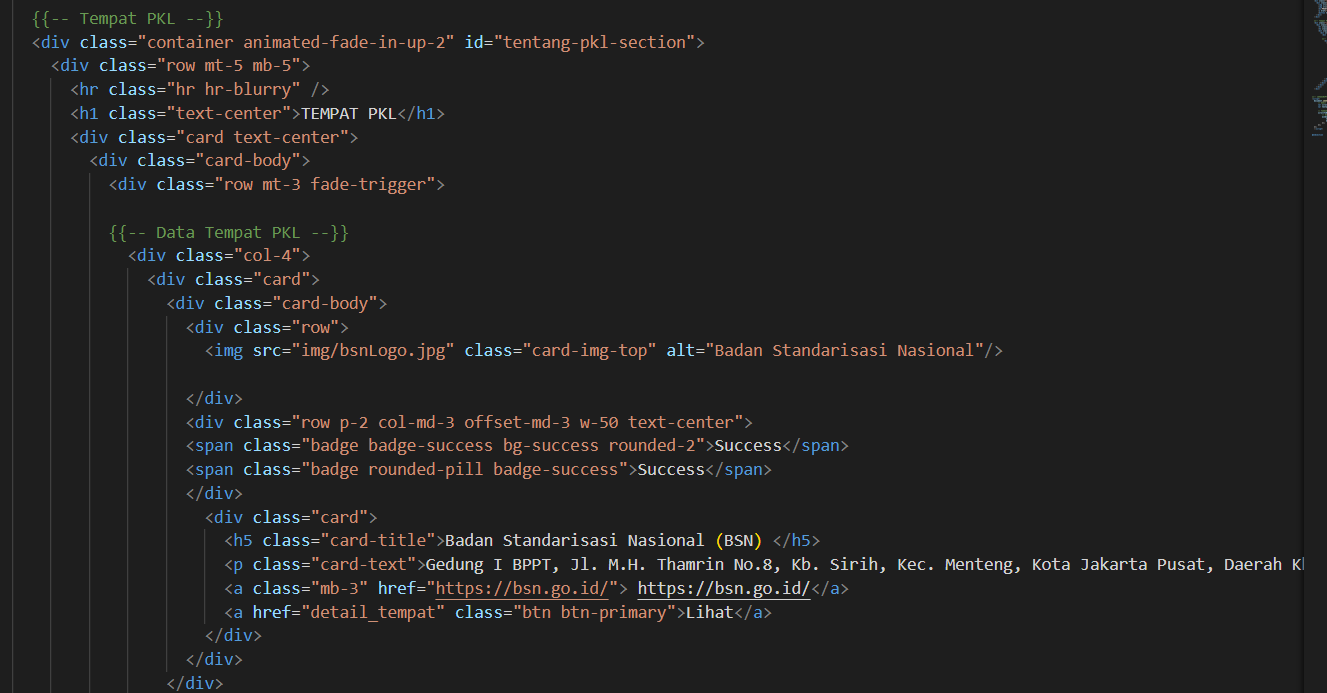 {{-- Tempat PKL --}}
<div class="container animated-fade-in-up-2" id="tentang-pkl-section">
<div class="row mt-5 mb-5">
<hr class="hr hr-blurry" />
<h1 class="text-center">TEMPAT PKL</h1>
<div class="card text-center">
<div class="card-body">
<div class="row mt-3 fade-trigger">
{{-- Data Tempat PKL --}}
<div class="col-4">
<div class="card">
<div class="card-body">
<div class="row">
<img src="img/bsnLogo.jpg" class="card-img-top" alt="Badan Standarisasi Nasional"/>
</div>
<div class="row p-2 col-md-3 offset-md-3 w-50 text-center">
<span class="badge badge-success bg-success rounded-2">Success</span>
<span class="badge rounded-pill badge-success">Success</span>
</div>
<div class="card">
<h5 class="card-title">Badan Standarisasi Nasional (BSN) </h5>
<p class="card-text">Gedung I BPPT, Jl. M.H. Thamrin No.8, Kb. Sirih, Kec. Menteng, Kota Jakarta Pusat, Daerah
<a class="mb-3" href="https://bsn.go.id/"> https://bsn.go.id/</a>
<a href="detail_tempat" class="btn btn-primary">Lihat</a>
</div>
</div>
</div>